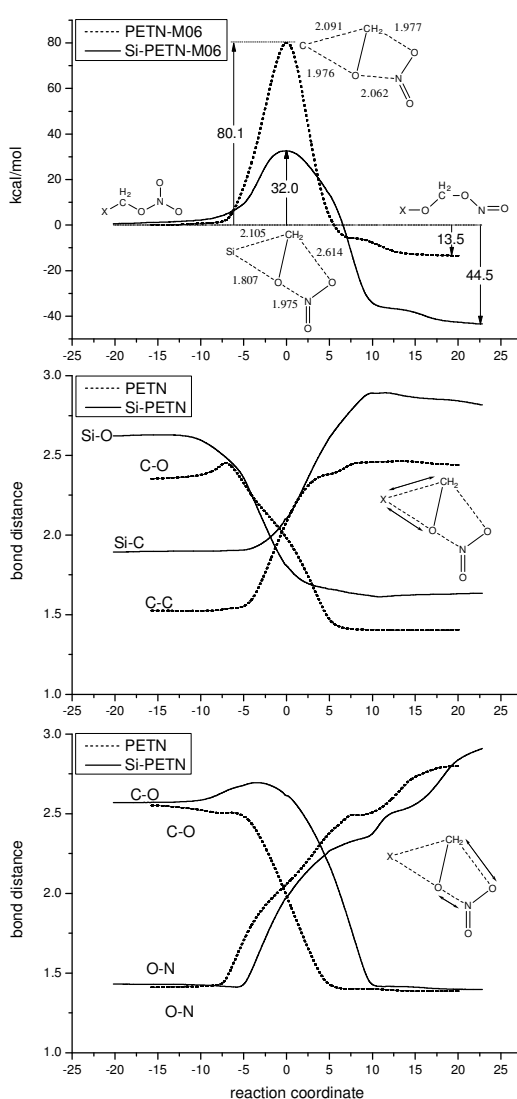 PETN-M06
Si-PETN-M06
80
60
40
20
0
-20
-40
kcal/mol
80.1
32.0
13.5
44.5
2.091
CH₂
1.977
C
O
O
1.976
N
2.062
O
H₂
C
O
N
X
O
O
H₂
C
O
X
O
N
O
2.105
CH₂
Si
2.614
1.807
O
O
1.975
N
O
-25 -20 -15 -10 -5 0 5 10 15 20 25
PETN
Si-PETN
3.0
2.5
2.0
1.5
1.0
bond distance
Si-O
C-O
Si-C
C-C
CH₂
X
O
O
N
O
-25 -20 -15 -10 -5 0 5 10 15 20 25
PETN
Si-PETN
3.0
2.5
2.0
1.5
1.0
bond distance
C-O
C-O
O-N
O-N
CH₂
X
O
O
N
O
-25 -20 -15 -10 -5 0 5 10 15 20 25
reaction coordinate